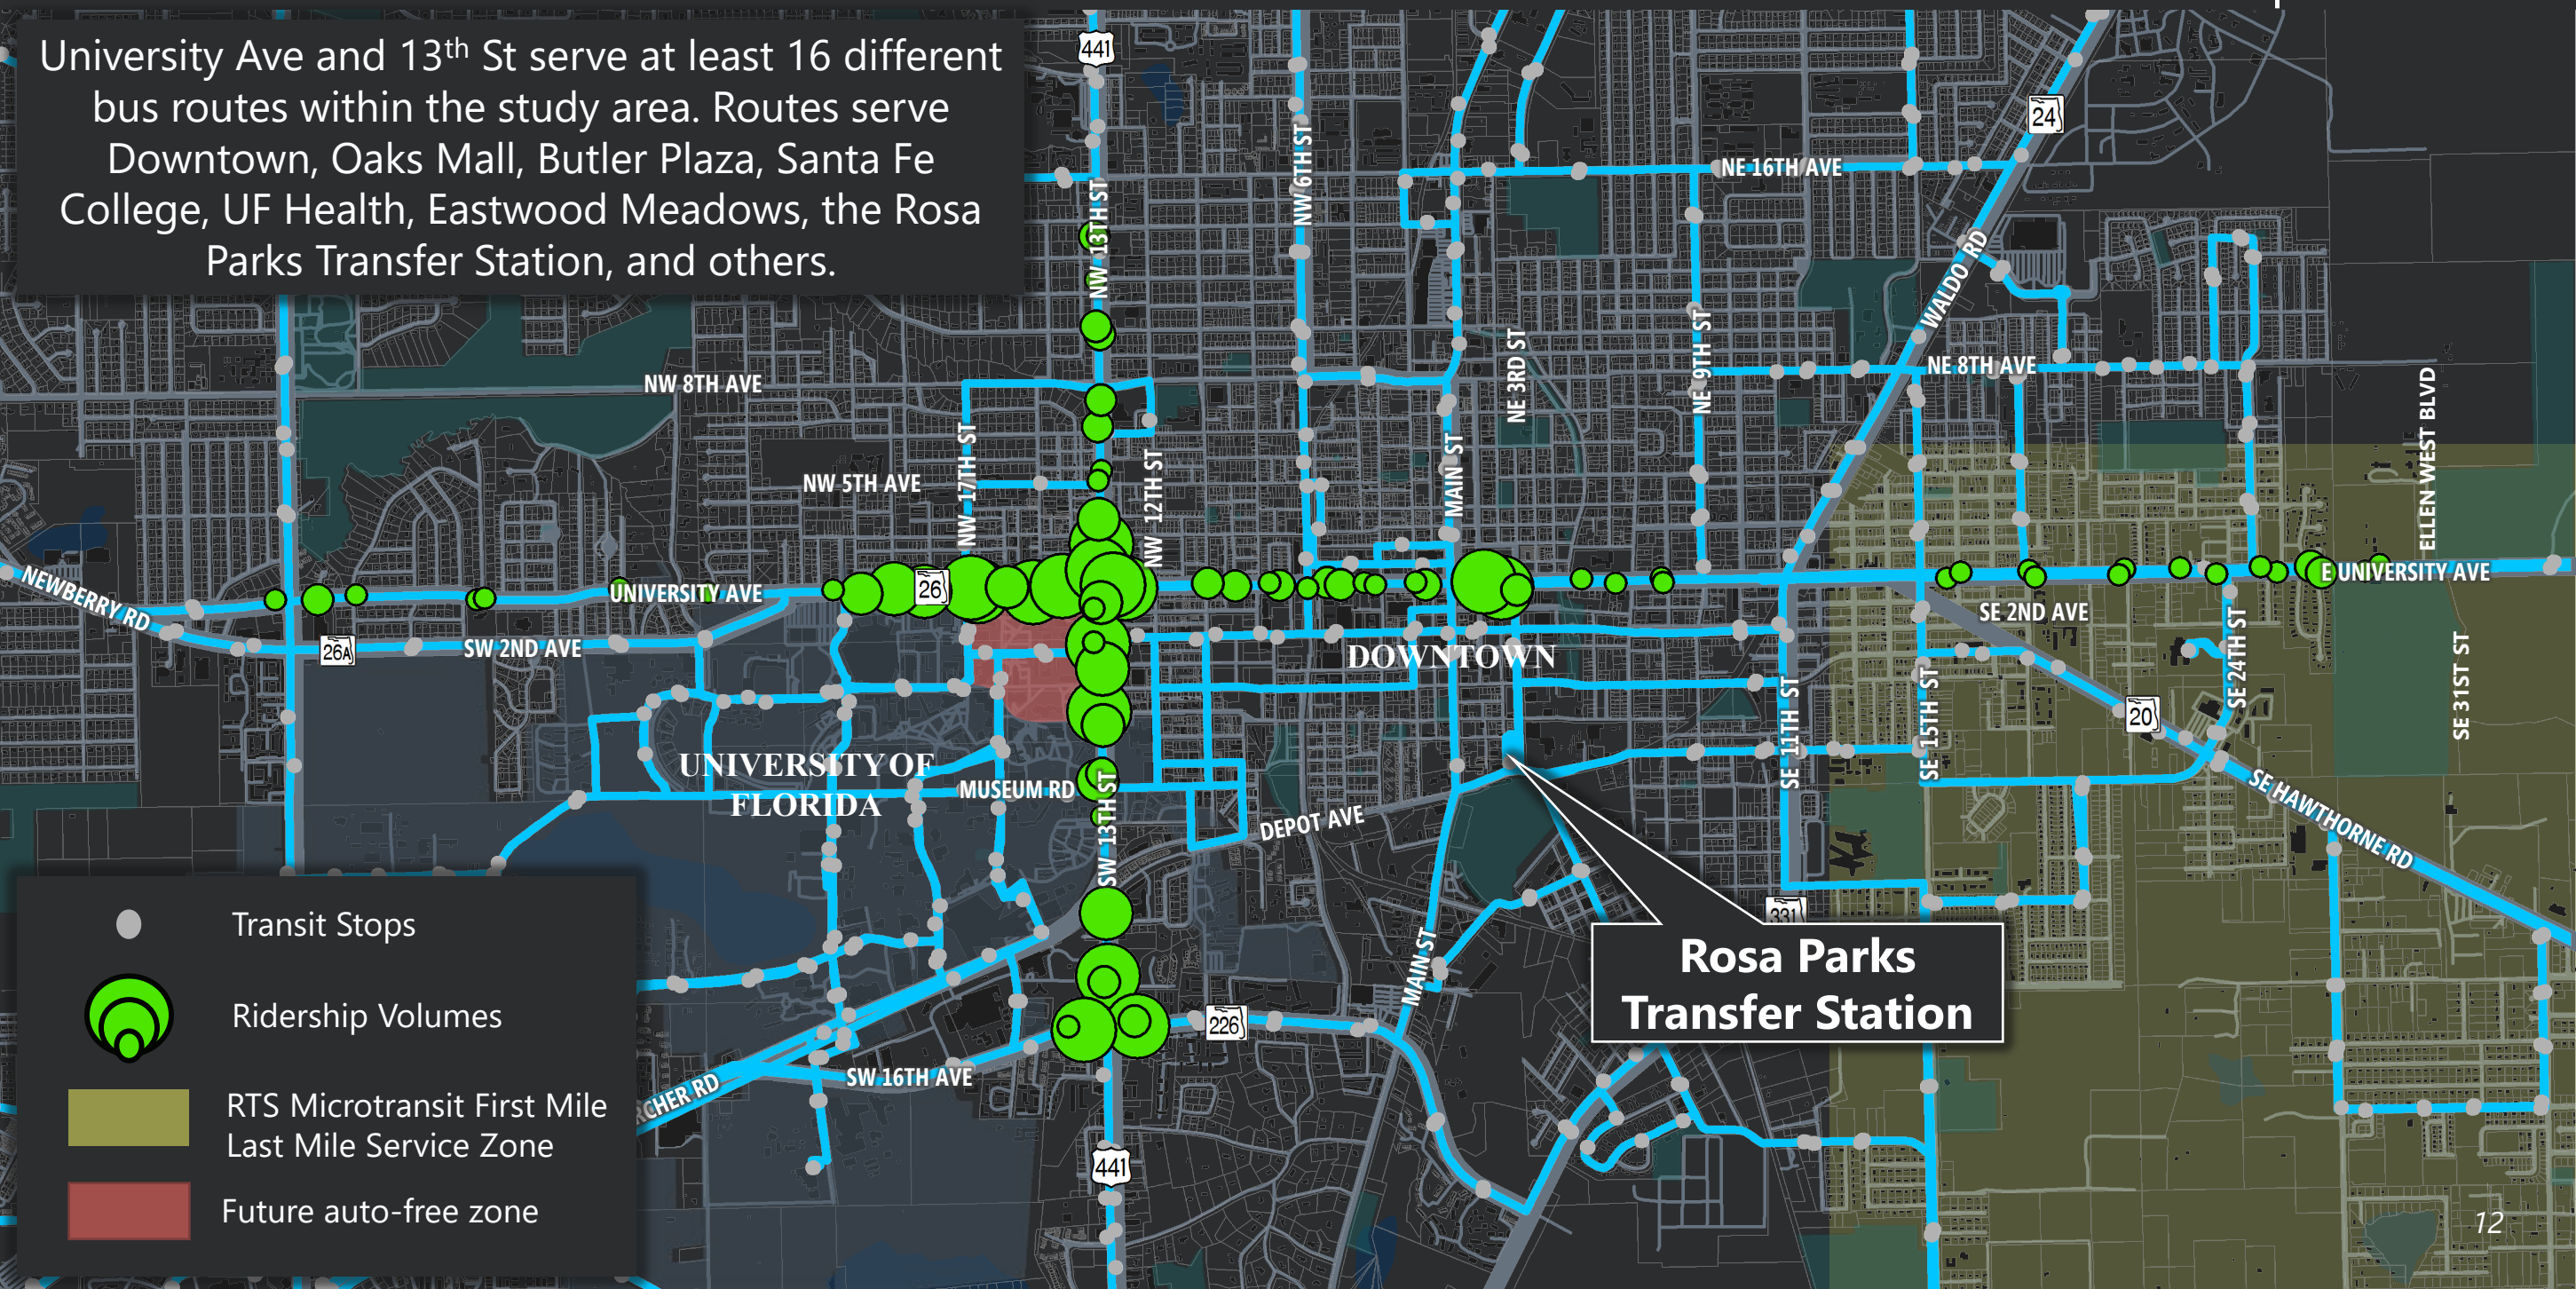 University Ave and 13th St serve at least 16 different
bus routes within the study area. Routes serve
Downtown, Oaks Mall, Butler Plaza, Santa Fe
College, UF Health, Eastwood Meadows, the Rosa
Parks Transfer Station, and others.
441
24
NE 16TH AVE
NW 13TH ST
NW 6TH ST
WALDO RD
NW 8TH AVE
NE 3RD ST
NE 9TH ST
NE 8TH AVE
ELLEN WEST BLVD
NW 5TH AVE
NW 17TH ST
NW 12TH ST
MAIN ST
NEWBERRY RD
UNIVERSITY AVE
26
E UNIVERSITY AVE
26A
SW 2ND AVE
SE 2ND AVE
DOWNTOWN
SE 11TH ST
SE 15TH ST
SE 24TH ST
SE 31ST ST
20
UNIVERSITY OF
FLORIDA
MUSEUM RD
SW 13TH ST
DEPOT AVE
SE HAWTHORNE RD
331
MAIN ST
Rosa Parks
Transfer Station
226
SW 16TH AVE
RCHER RD
441
Transit Stops
Ridership Volumes
RTS Microtransit First Mile
Last Mile Service Zone
Future auto-free zone
12